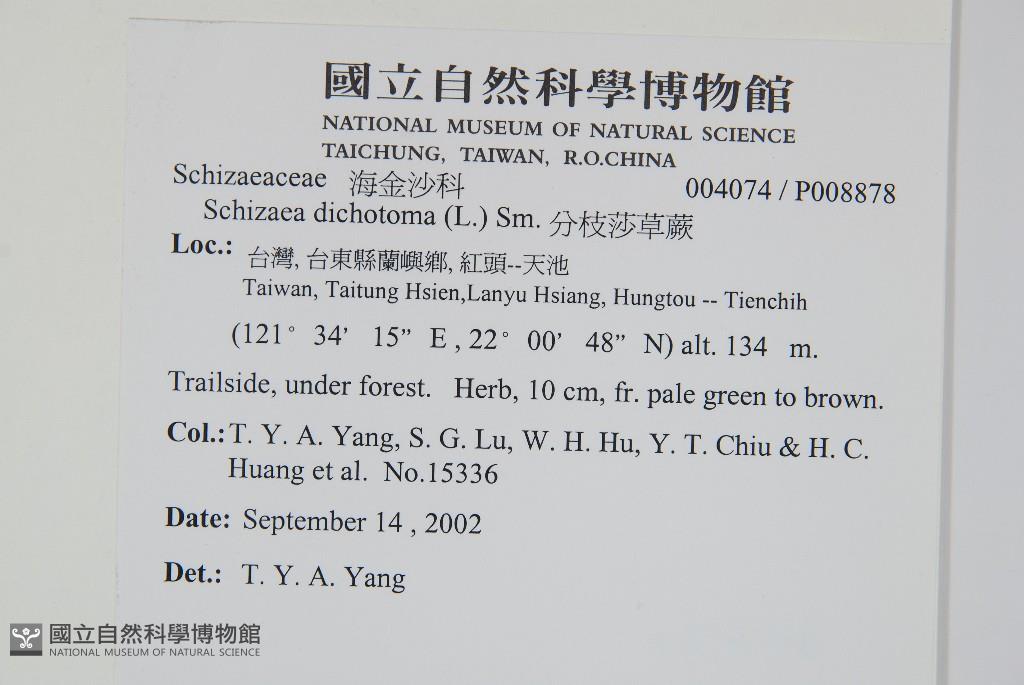 國立自然科學博物館
NATIONAL MUSEUM OF NATURAL SCIENCE
TAICHUNG, TAIWAN, R.O.CHINA
Schizaeaceae 海金沙科 004074 / P008878
Schizaea dichotoma (L.) Sm. 分枝莎草蕨
Loc.: 台灣, 台東縣蘭嶼鄉, 紅頭--天池
Taiwan, Taitung Hsien,Lanyu Hsiang, Hungtou -- Tienchih
(121° 34’ 15” E , 22° 00’ 48” N) alt. 134 m.
Trailside, under forest. Herb, 10 cm, fr. pale green to brown.
Col.: T. Y. A. Yang, S. G. Lu, W. H. Hu, Y. T. Chiu & H. C.
Huang et al. No.15336
Date: September 14 , 2002
Det.: T. Y. A. Yang
國立自然科學博物館
NATIONAL MUSEUM OF NATURAL SCIENCE